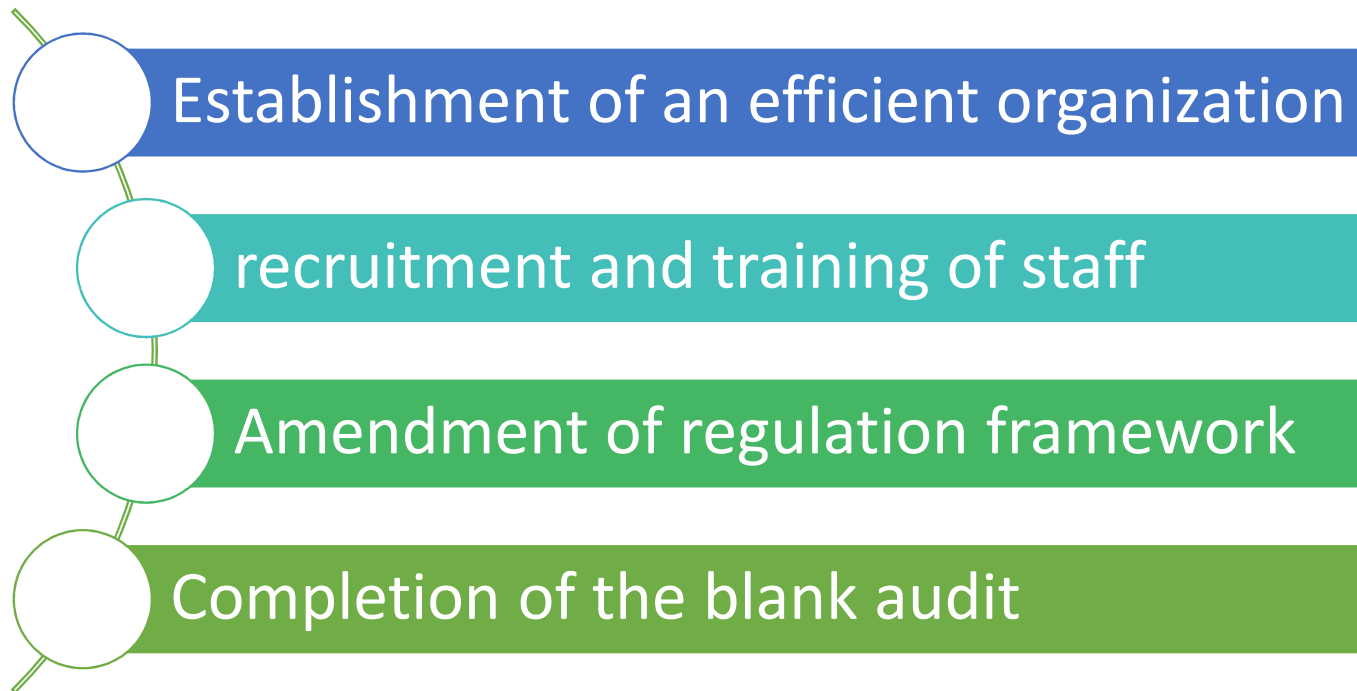 Establishment of an efficient organization
recruitment and training of staff
Amendment of regulation framework
Completion of the blank audit